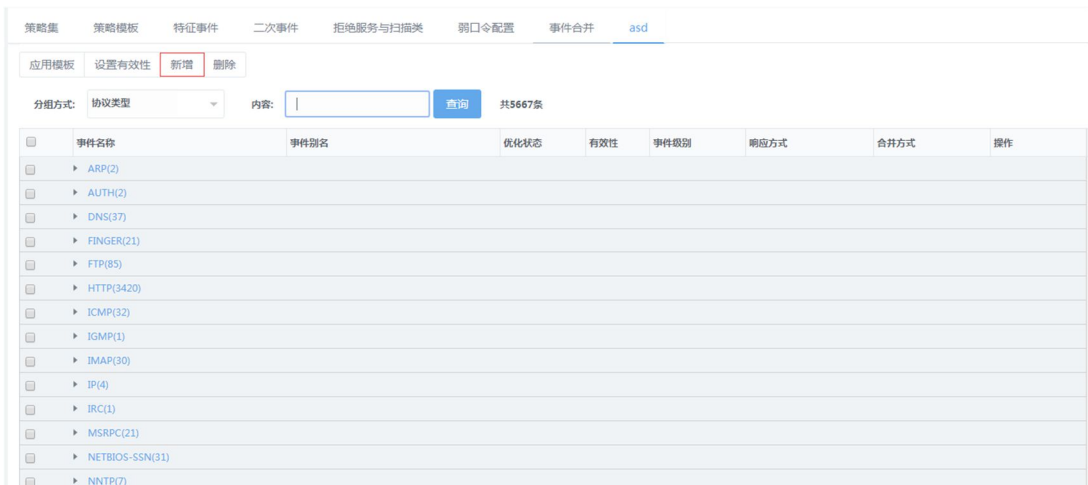 策略集 策略模板 特征事件 二次事件 拒绝服务与扫描类 弱口令配置 事件合并 asd
应用模板 设置有效性 新增 删除
分组方式: 协议类型 内容: 查询 共5667条
事件名称 事件别名 优化状态 有效性 事件级别 响应方式 合并方式 操作
ARP(2)
AUTH(2)
DNS(37)
FINGER(21)
FTP(85)
HTTP(3420)
ICMP(32)
IGMP(1)
IMAP(30)
IP(4)
IRC(1)
MSRPC(21)
NETBIOS-SSN(31)
NNTP(7)